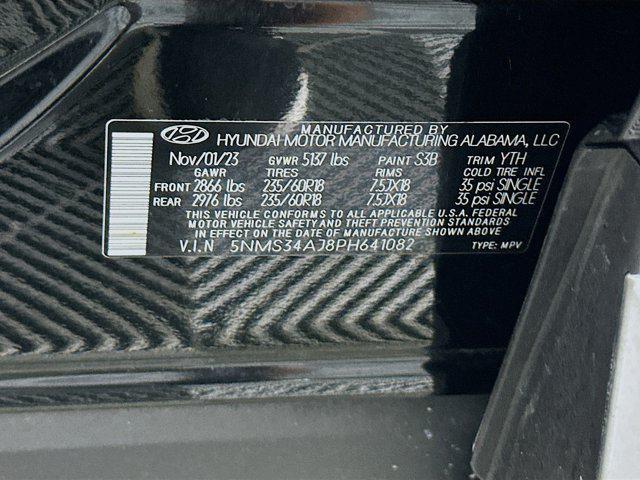 MANUFACTURED BY
HYUNDAI MOTOR MANUFACTURING ALABAMA, LLC
Nov/01/23 GVWR 5137 lbs PAINT S3B TRIM YTH
GAWR TIRES RIMS COLD TIRE INFL
FRONT 2866 lbs 235/60R18 7.5JX18 35 psi SINGLE
REAR 2976 lbs 235/60R18 7.5JX18 35 psi SINGLE
THIS VEHICLE CONFORMS TO ALL APPLICABLE U.S.A. FEDERAL
MOTOR VEHICLE SAFETY AND THEFT PREVENTION STANDARDS
IN EFFECT ON THE DATE OF MANUFACTURE SHOWN ABOVE
V.I.N 5NMS34AJ8PH641082 TYPE: MPV